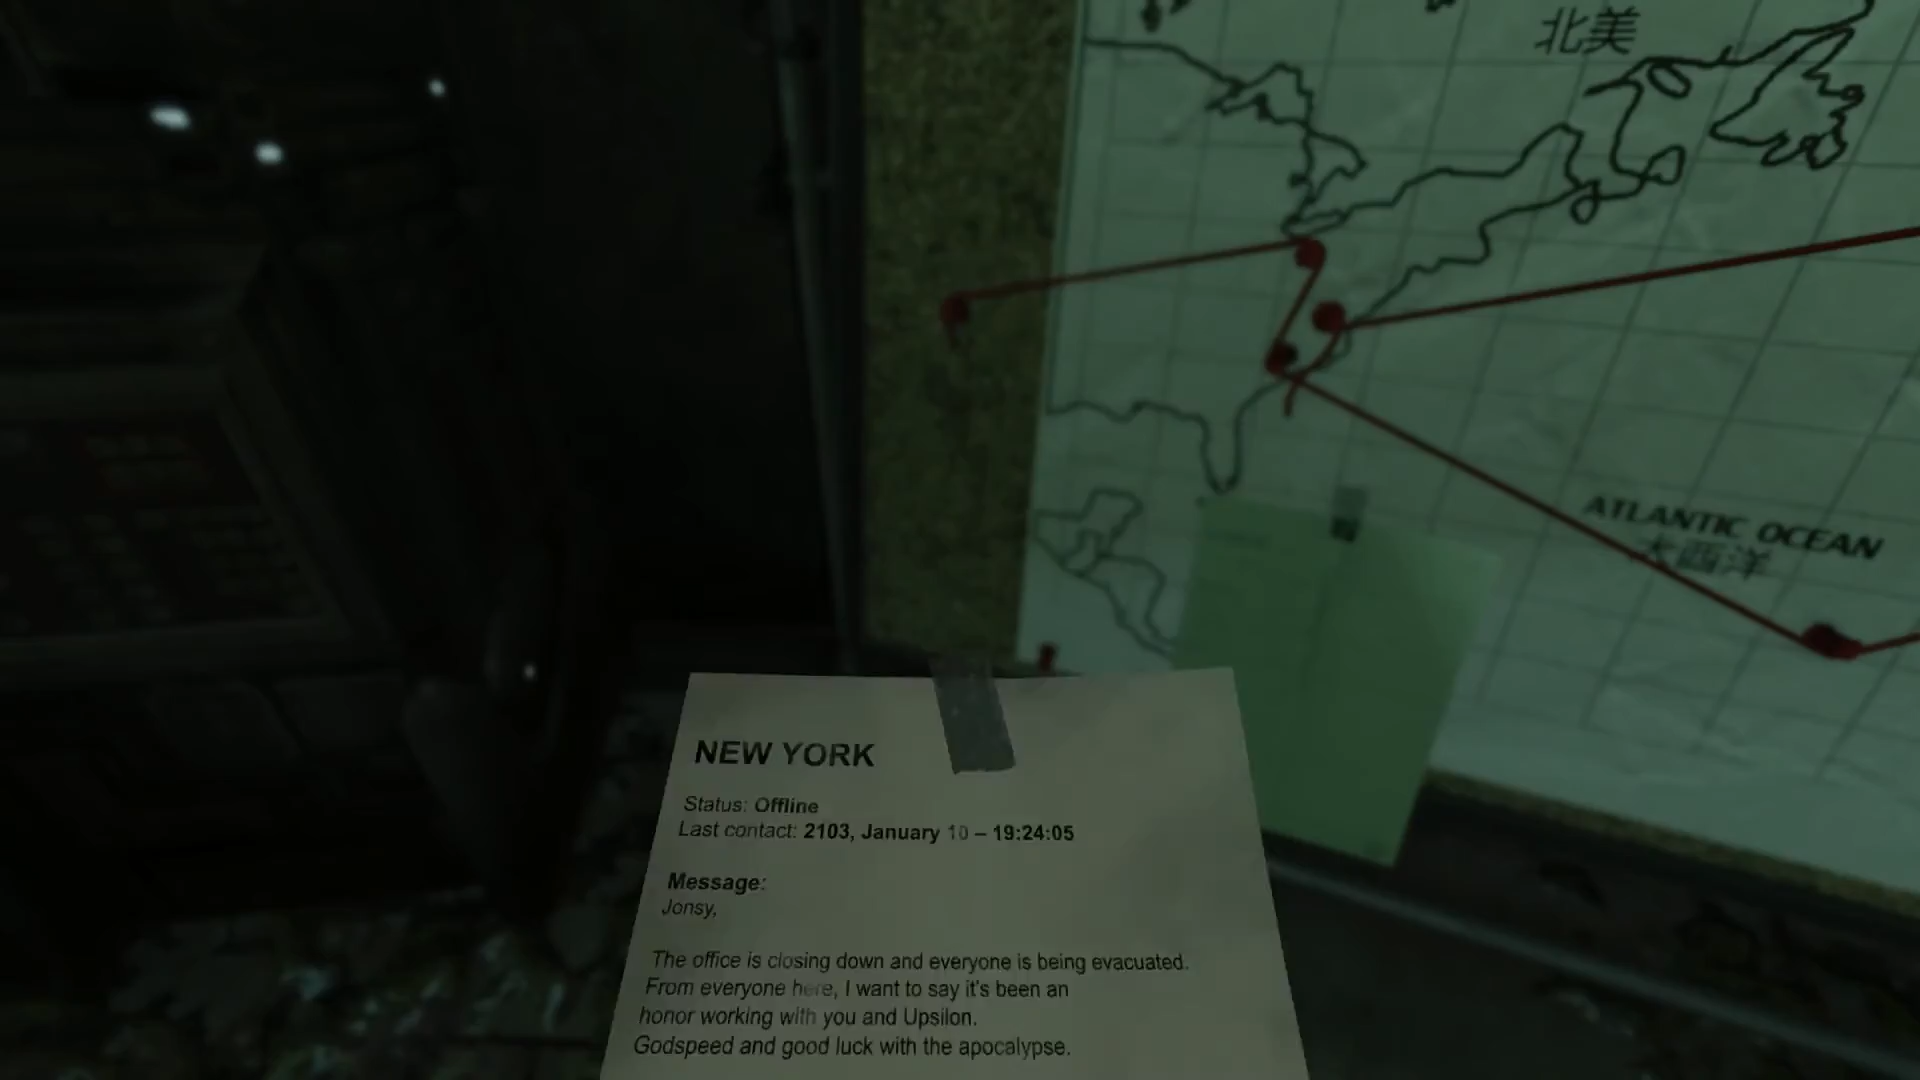 北美
ATLANTIC OCEAN
大西洋
NEW YORK
Status: Offline
Last contact: 2103, January 10 – 19:24:05
Message:
Jonsy,
The office is closing down and everyone is being evacuated.
From everyone here, I want to say it's been an
honor working with you and Upsilon.
Godspeed and good luck with the apocalypse.